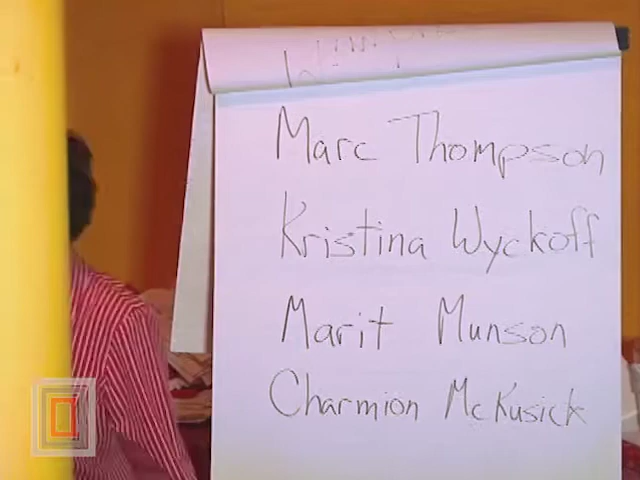 Marc Thompson
Kristina Wyckoff
Marit Munson
Charmion McKusick